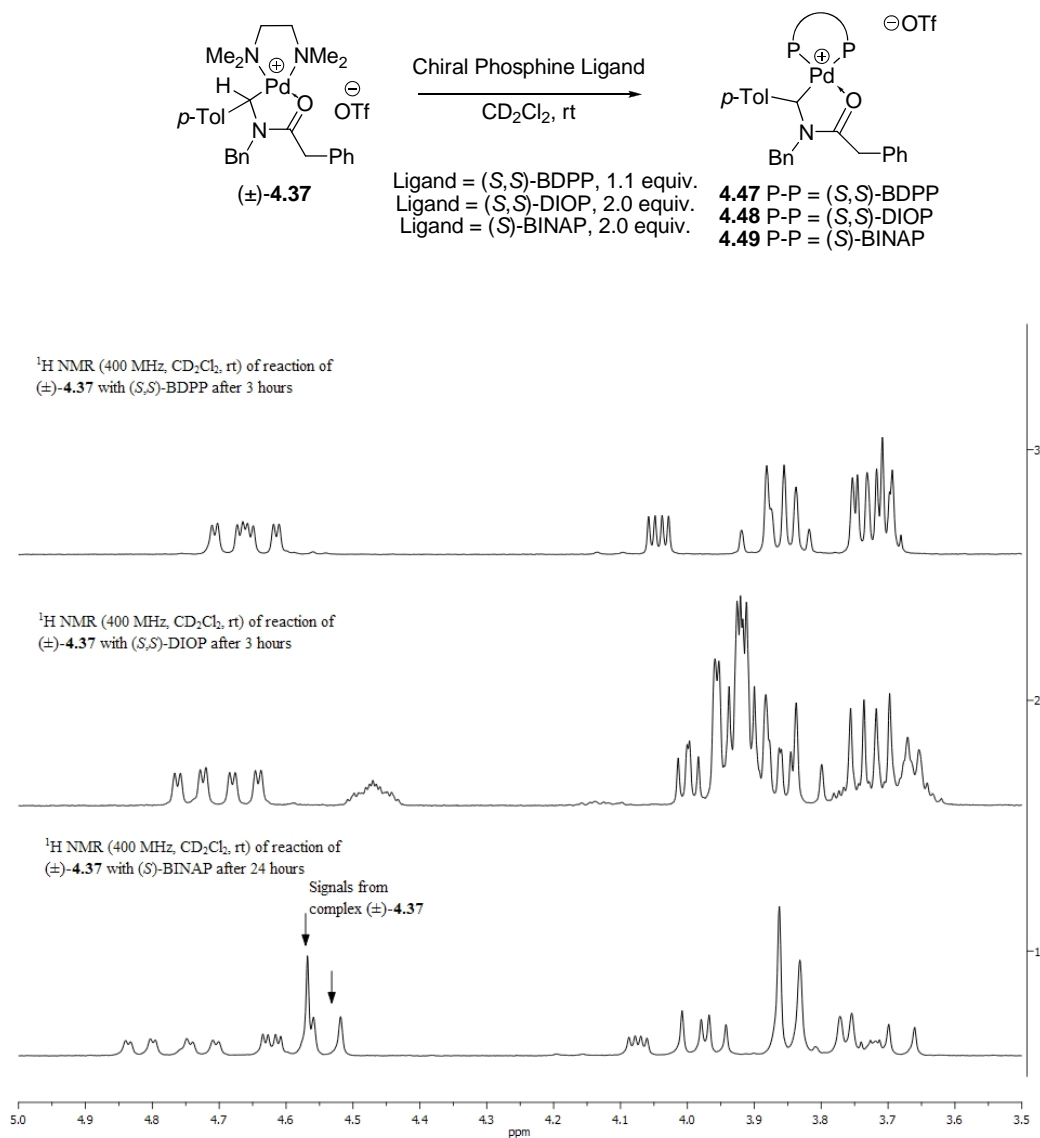 Me2N NMe2
⊕
H Pd
O
⊖
OTf
p-Tol
N
Bn Ph
(±)-4.37
Chiral Phosphine Ligand
CD2Cl2, rt
Ligand = (S,S)-BDPP, 1.1 equiv.
Ligand = (S,S)-DIOP, 2.0 equiv.
Ligand = (S)-BINAP, 2.0 equiv.
⊖OTf
P P
⊕
Pd
p-Tol O
N
Bn Ph
4.47 P-P = (S,S)-BDPP
4.48 P-P = (S,S)-DIOP
4.49 P-P = (S)-BINAP
1H NMR (400 MHz, CD2Cl2, rt) of reaction of
(±)-4.37 with (S,S)-BDPP after 3 hours
3
1H NMR (400 MHz, CD2Cl2, rt) of reaction of
(±)-4.37 with (S,S)-DIOP after 3 hours
2
1H NMR (400 MHz, CD2Cl2, rt) of reaction of
(±)-4.37 with (S)-BINAP after 24 hours
Signals from
complex (±)-4.37
1
5.0 4.9 4.8 4.7 4.6 4.5 4.4 4.3 4.2 4.1 4.0 3.9 3.8 3.7 3.6 3.5
ppm